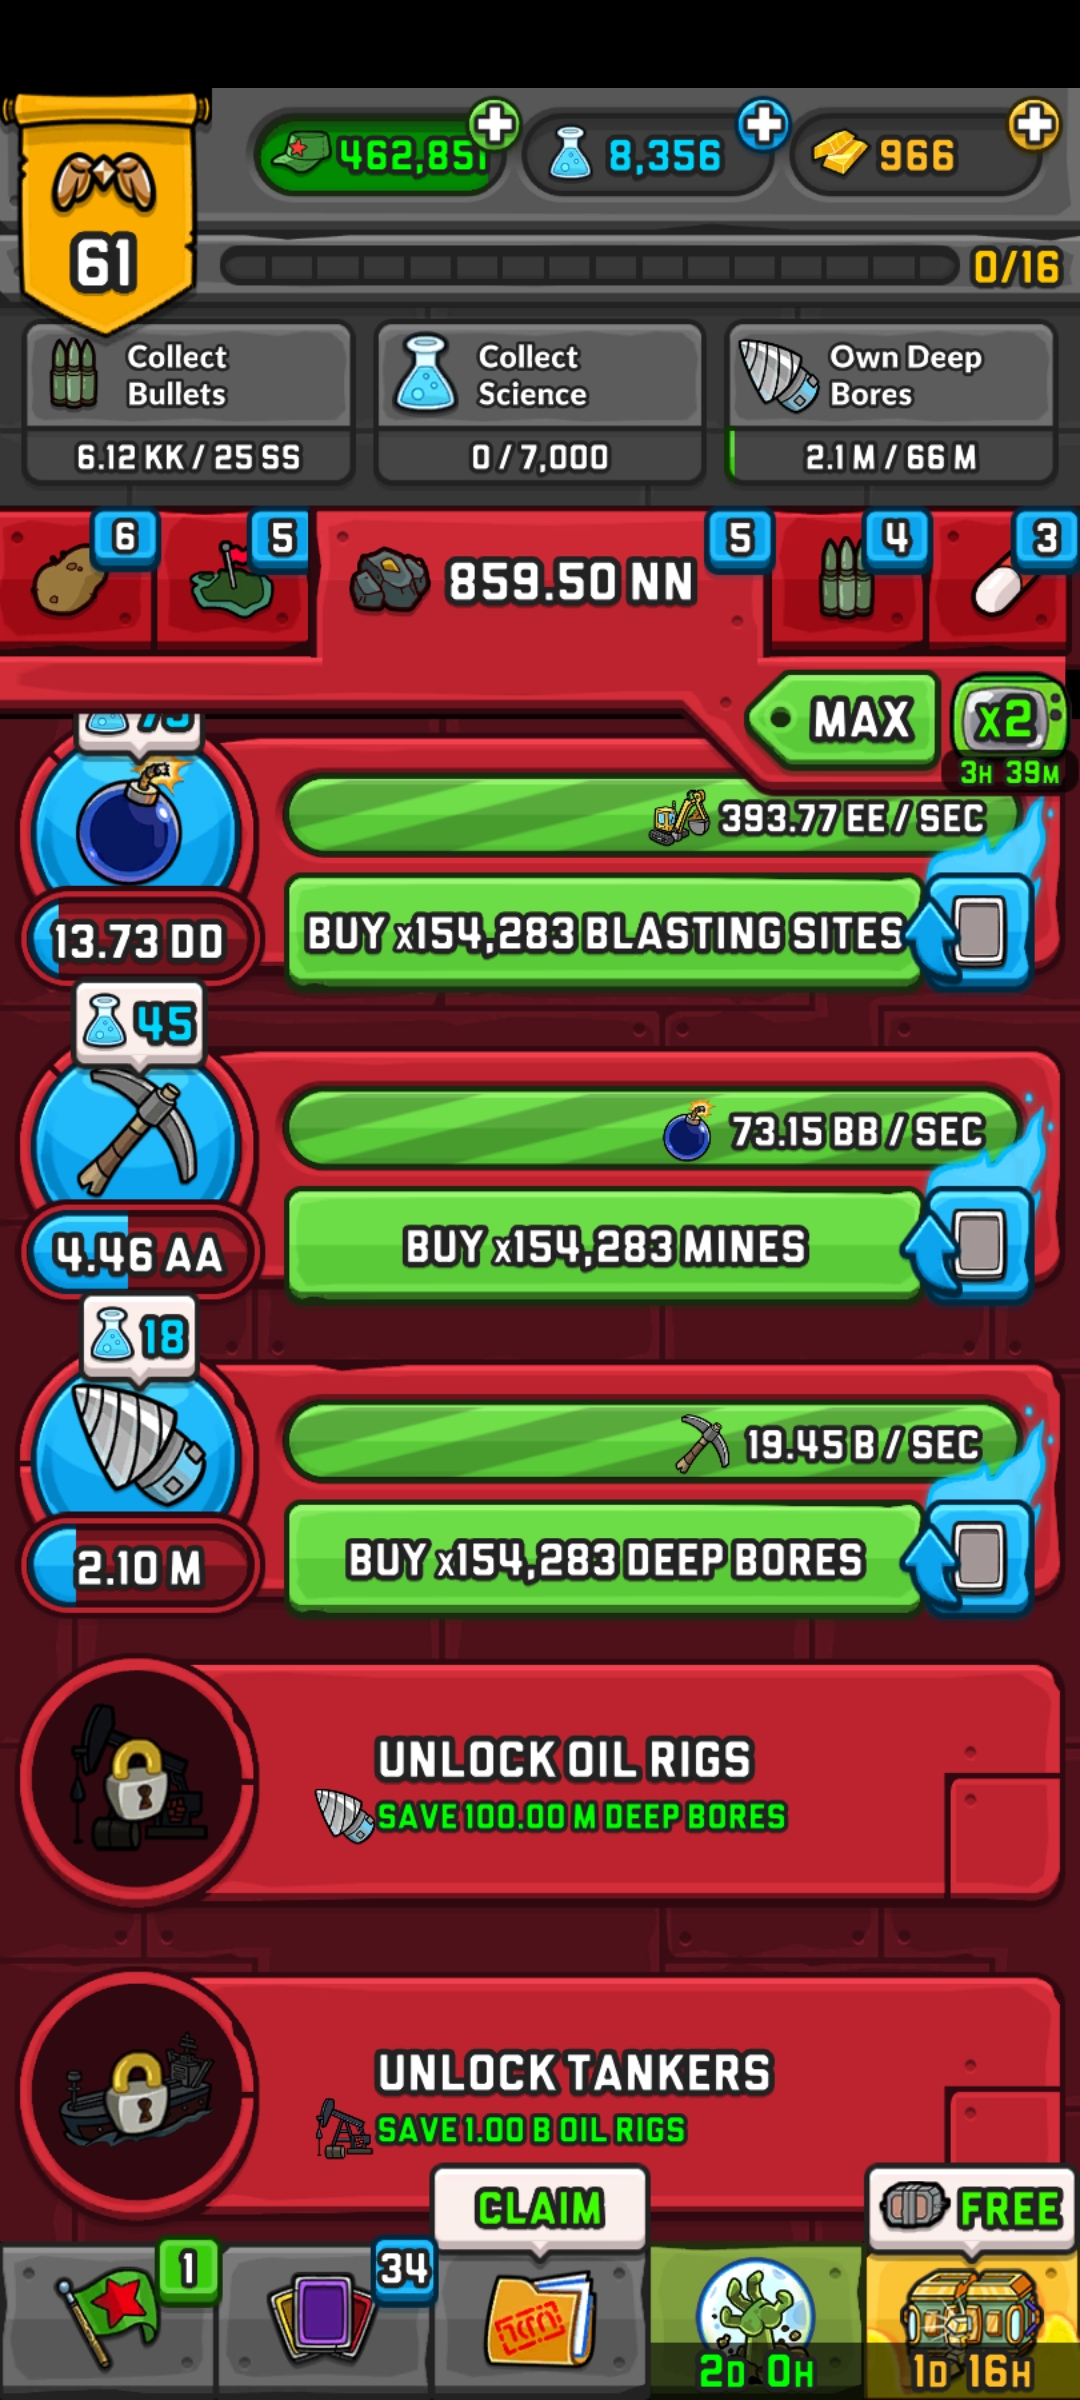 462,851
8,356
966
61
0/16
Collect
Bullets
6.12 KK / 25 SS
Collect
Science
0 / 7,000
Own Deep
Bores
2.1 M / 66 M
6
5
859.50 NN
5
4
3
MAX
x2
3H 39M
75
393.77 EE / SEC
BUY x154,283 BLASTING SITES
13.73 DD
45
73.15 BB / SEC
BUY x154,283 MINES
4.46 AA
18
19.45 B / SEC
BUY x154,283 DEEP BORES
2.10 M
UNLOCK OIL RIGS
SAVE 100.00 M DEEP BORES
UNLOCK TANKERS
SAVE 1.00 B OIL RIGS
CLAIM
FREE
1
34
2D 0H
1D 16H